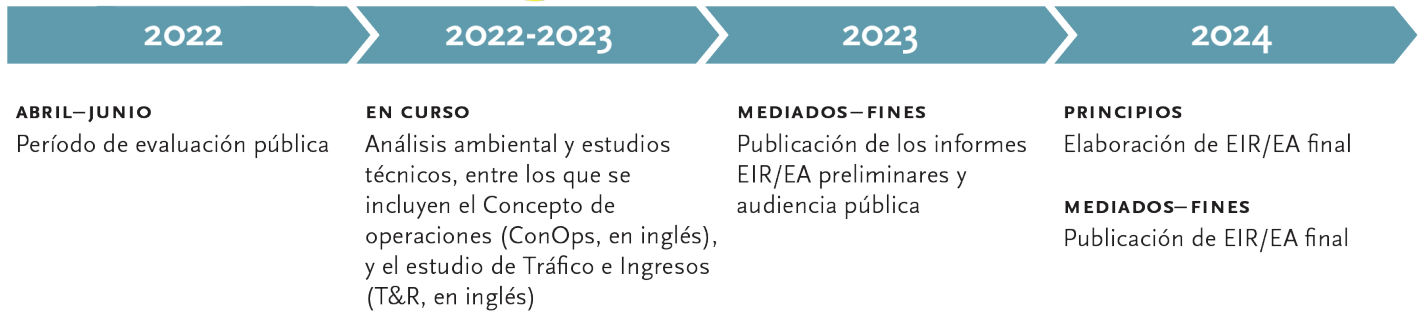 2022
ABRIL–JUNIO
Período de evaluación pública
2022-2023
EN CURSO
Análisis ambiental y estudios
técnicos, entre los que se
incluyen el Concepto de
operaciones (ConOps, en inglés),
y el estudio de Tráfico e Ingresos
(T&R, en inglés)
2023
MEDIADOS–FINES
Publicación de los informes
EIR/EA preliminares y
audiencia pública
2024
PRINCIPIOS
Elaboración de EIR/EA final
MEDIADOS–FINES
Publicación de EIR/EA final